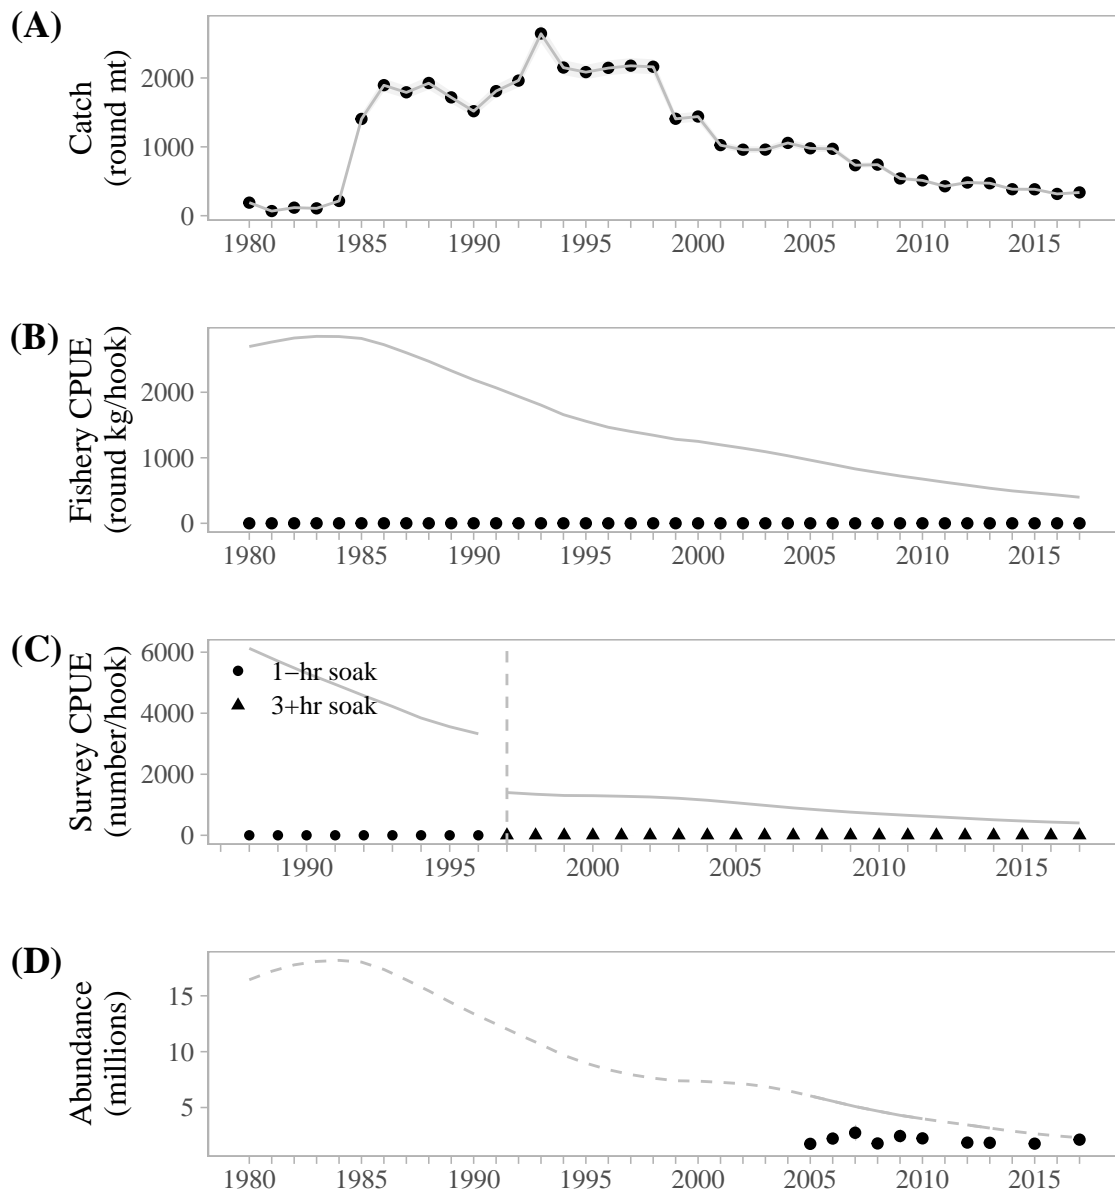 (A)
Catch
(round mt)
2000
1000
0
1980 1985 1990 1995 2000 2005 2010 2015
(B)
Fishery CPUE
(round kg/hook)
2000
1000
0
1980 1985 1990 1995 2000 2005 2010 2015
(C)
Survey CPUE
(number/hook)
6000
4000
2000
0
1−hr soak
3+hr soak
1990 1995 2000 2005 2010 2015
(D)
Abundance
(millions)
15
10
5
1980 1985 1990 1995 2000 2005 2010 2015